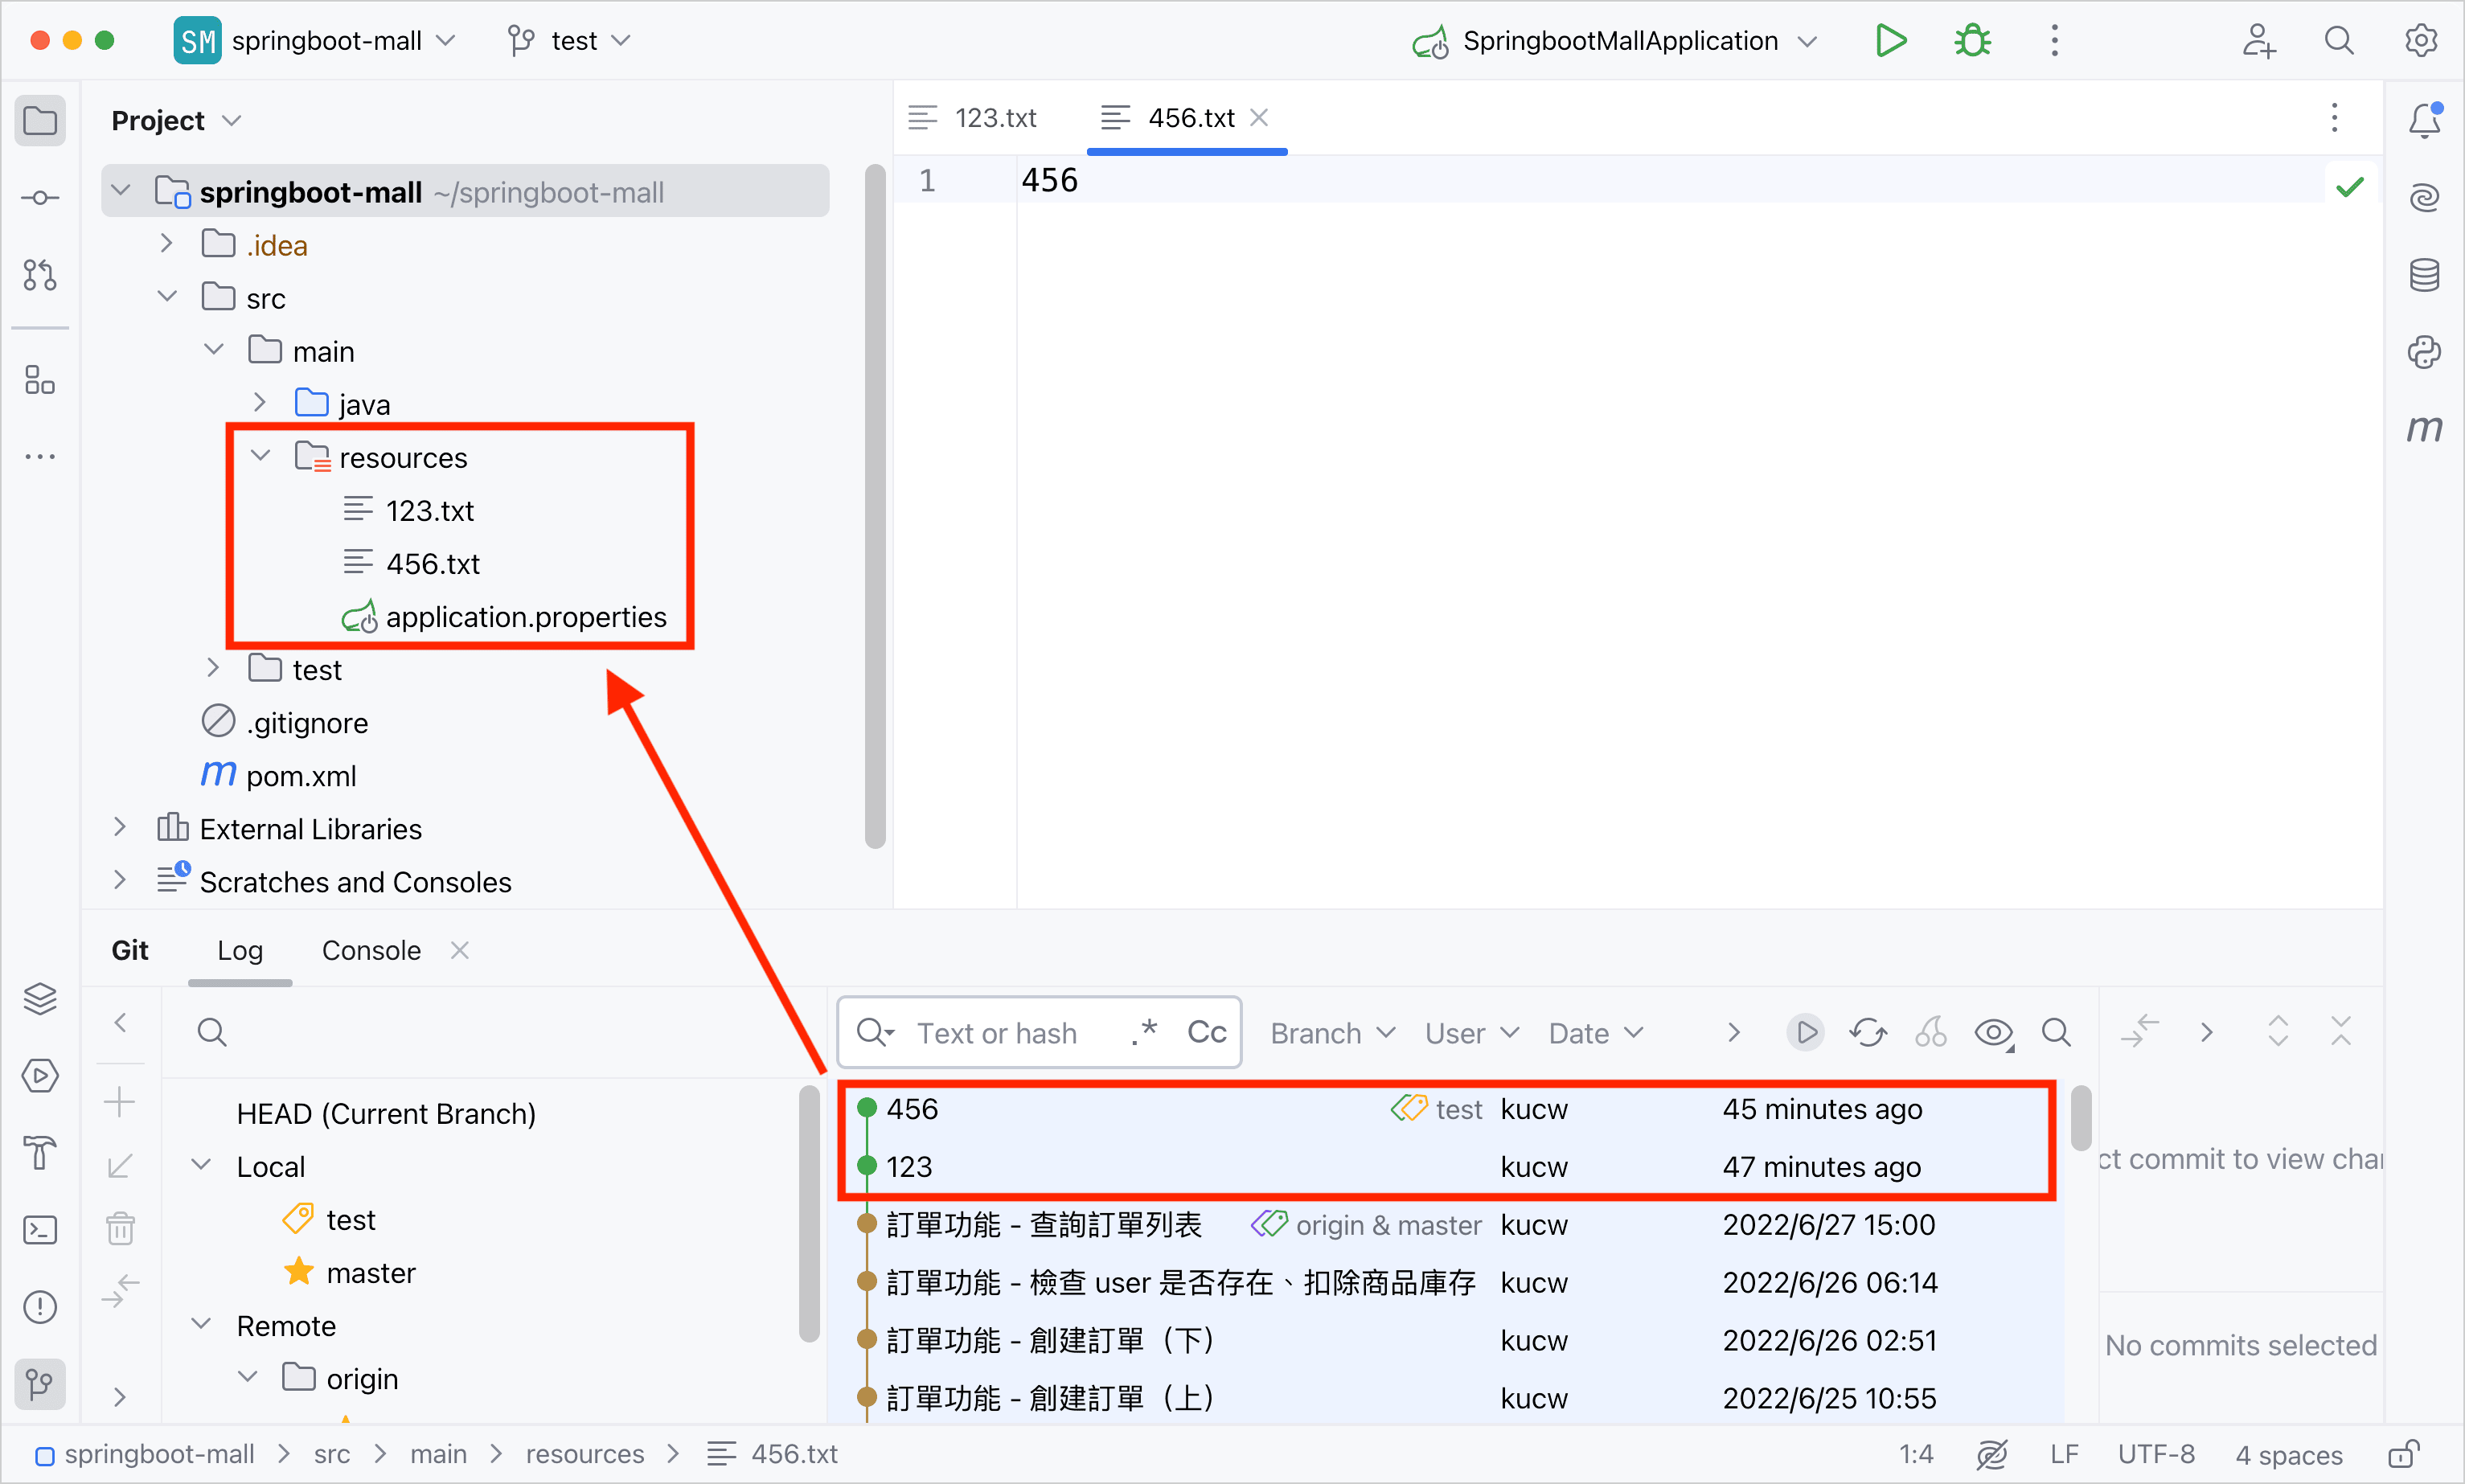 SM springboot-mall test SpringbootMallApplication
Project
123.txt 456.txt
springboot-mall ~/springboot-mall
1 456
.idea
src
main
java
resources
123.txt
456.txt
application.properties
test
.gitignore
m pom.xml
External Libraries
Scratches and Consoles
m
Git Log Console
Text or hash .* Cc Branch User Date
HEAD (Current Branch)
Local
test
master
Remote
origin
456 test kucw 45 minutes ago
123 kucw 47 minutes ago
訂單功能 - 查詢訂單列表 origin & master kucw 2022/6/27 15:00
訂單功能 - 檢查 user 是否存在、扣除商品庫存 kucw 2022/6/26 06:14
訂單功能 - 創建訂單（下） kucw 2022/6/26 02:51
訂單功能 - 創建訂單（上） kucw 2022/6/25 10:55
ct commit to view cha
No commits selected
springboot-mall > src > main > resources > 456.txt 1:4 LF UTF-8 4 spaces